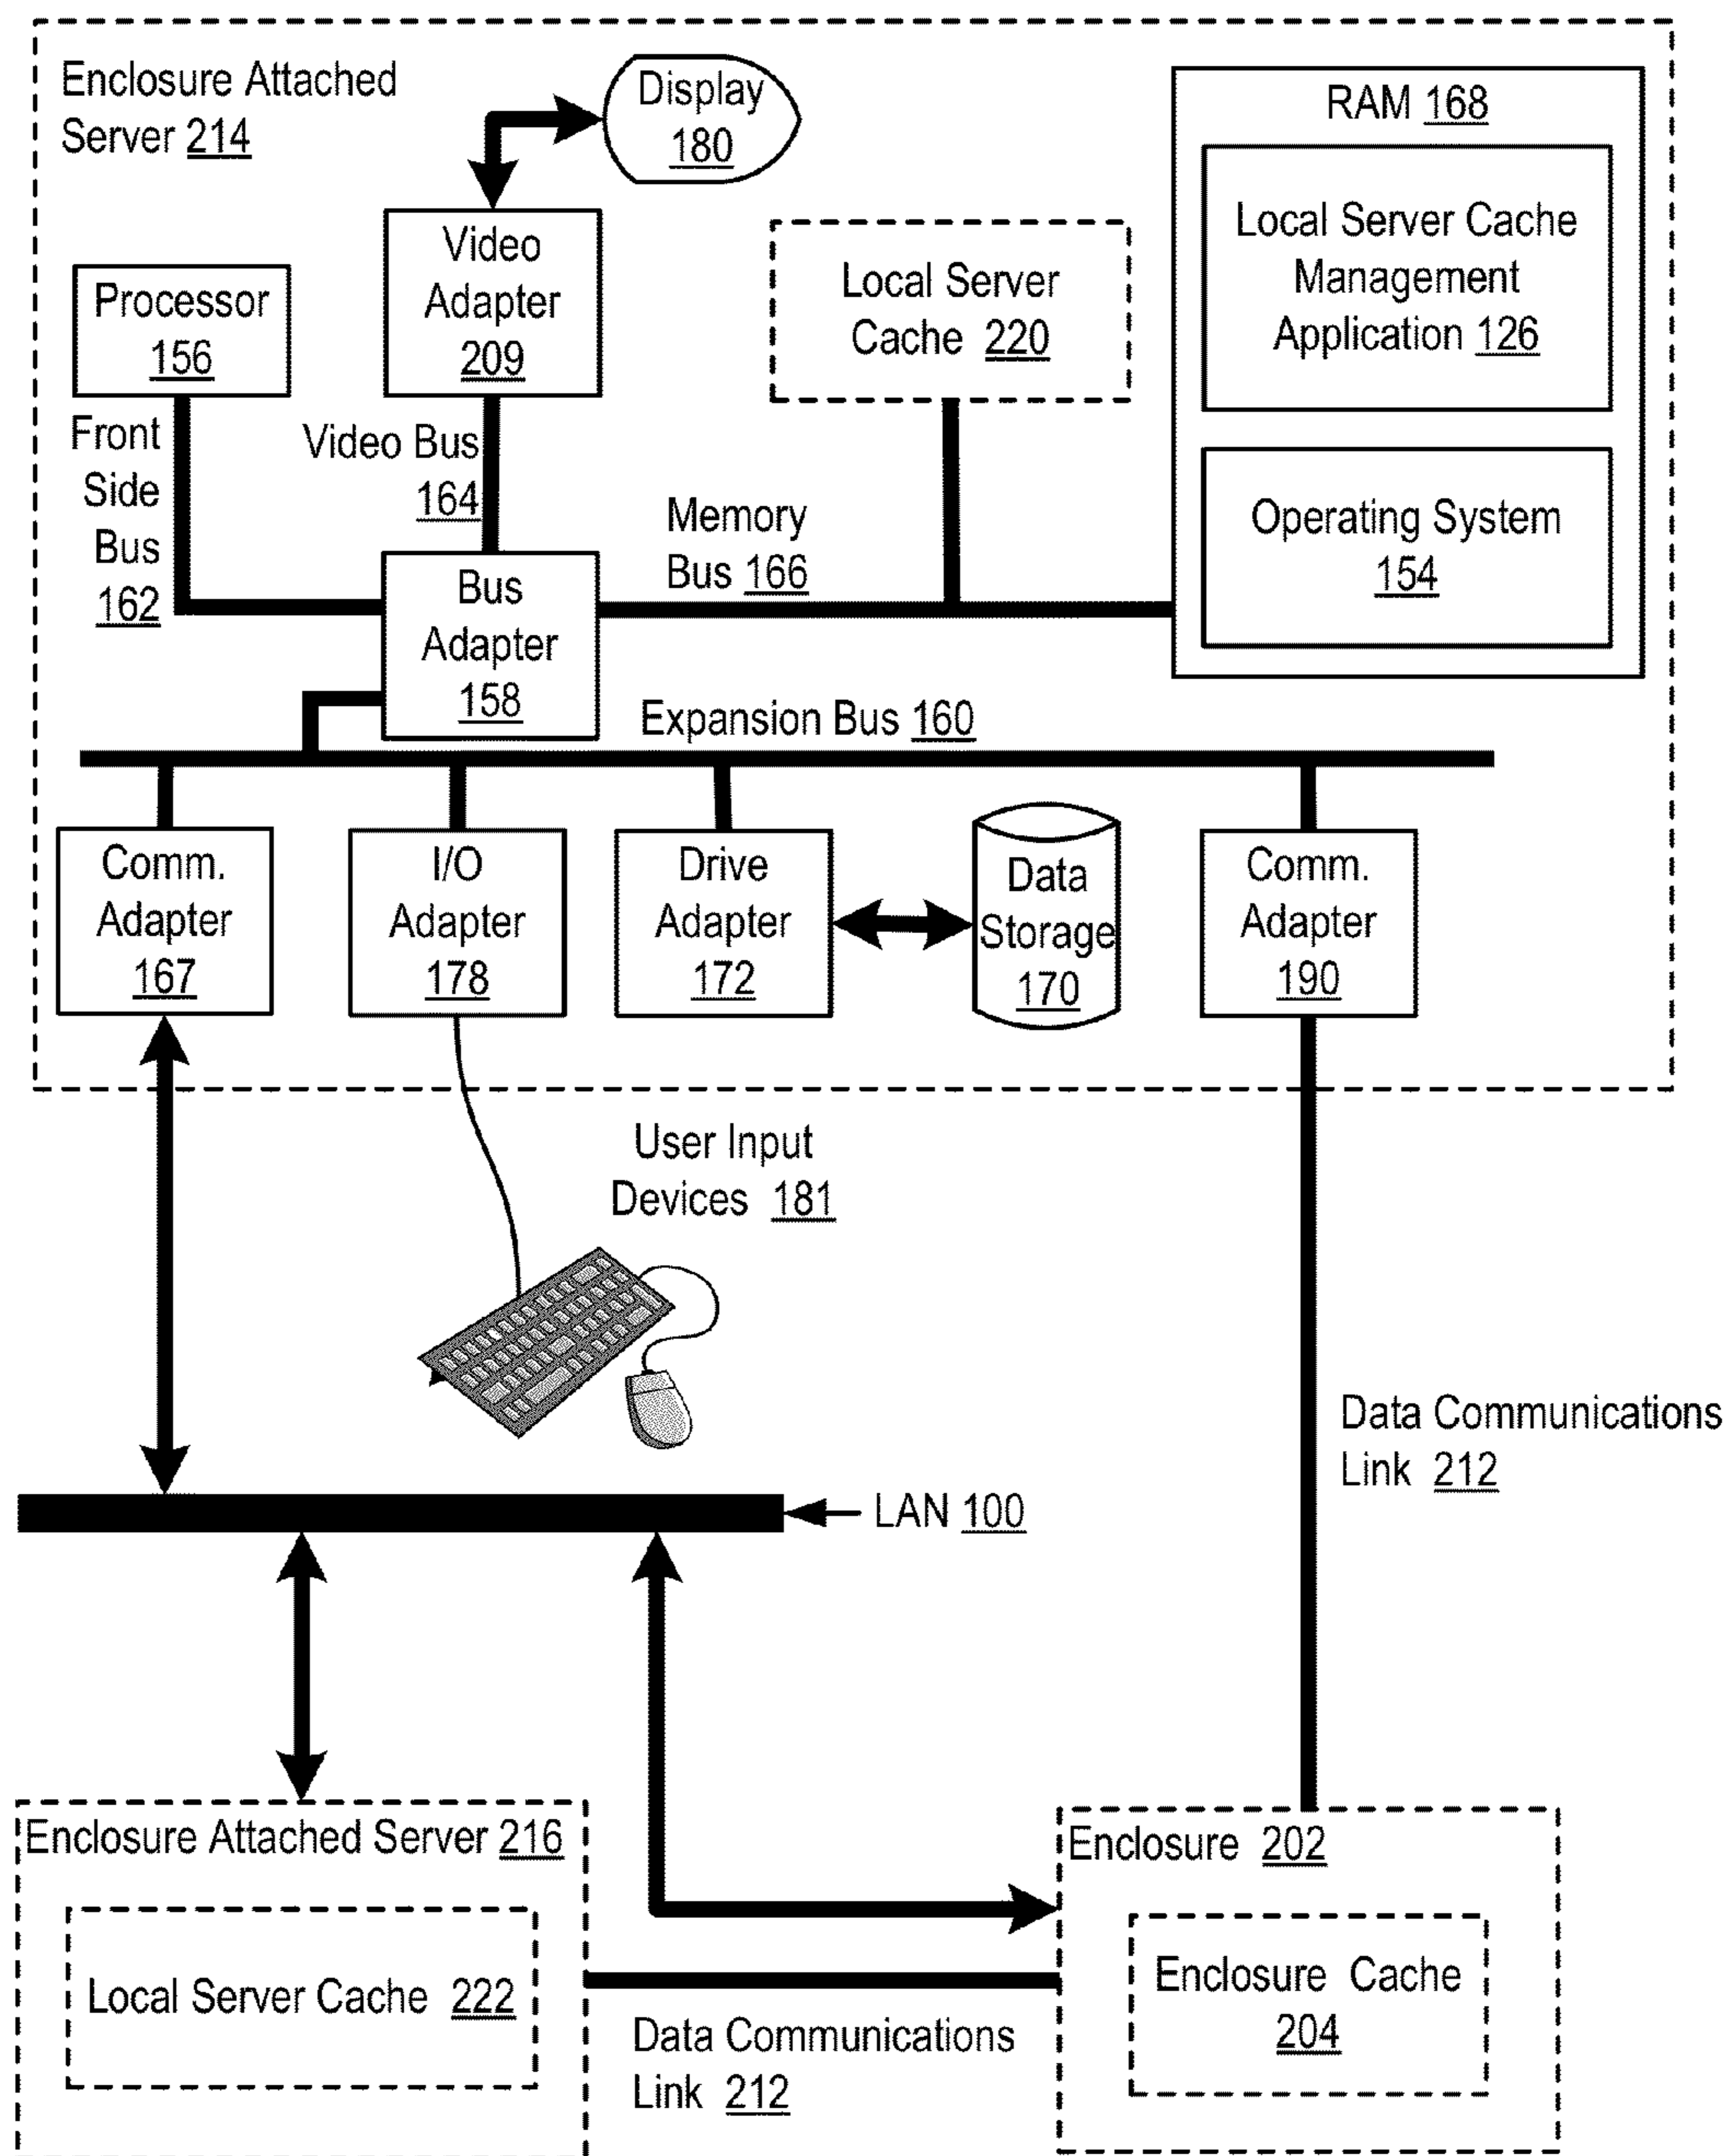 Enclosure Attached
Server 214
Display
180
RAM 168
Local Server Cache
Management
Application 126
Operating System
154
Video
Adapter
209
Processor
156
Local Server
Cache 220
Front
Side
Bus
162
Video Bus
164
Memory
Bus 166
Bus
Adapter
158
Expansion Bus 160
Comm.
Adapter
167
I/O
Adapter
178
Drive
Adapter
172
Data
Storage
170
Comm.
Adapter
190
User Input
Devices 181
Data Communications
Link 212
LAN 100
Enclosure Attached Server 216
Local Server Cache 222
Data Communications
Link 212
Enclosure 202
Enclosure Cache
204